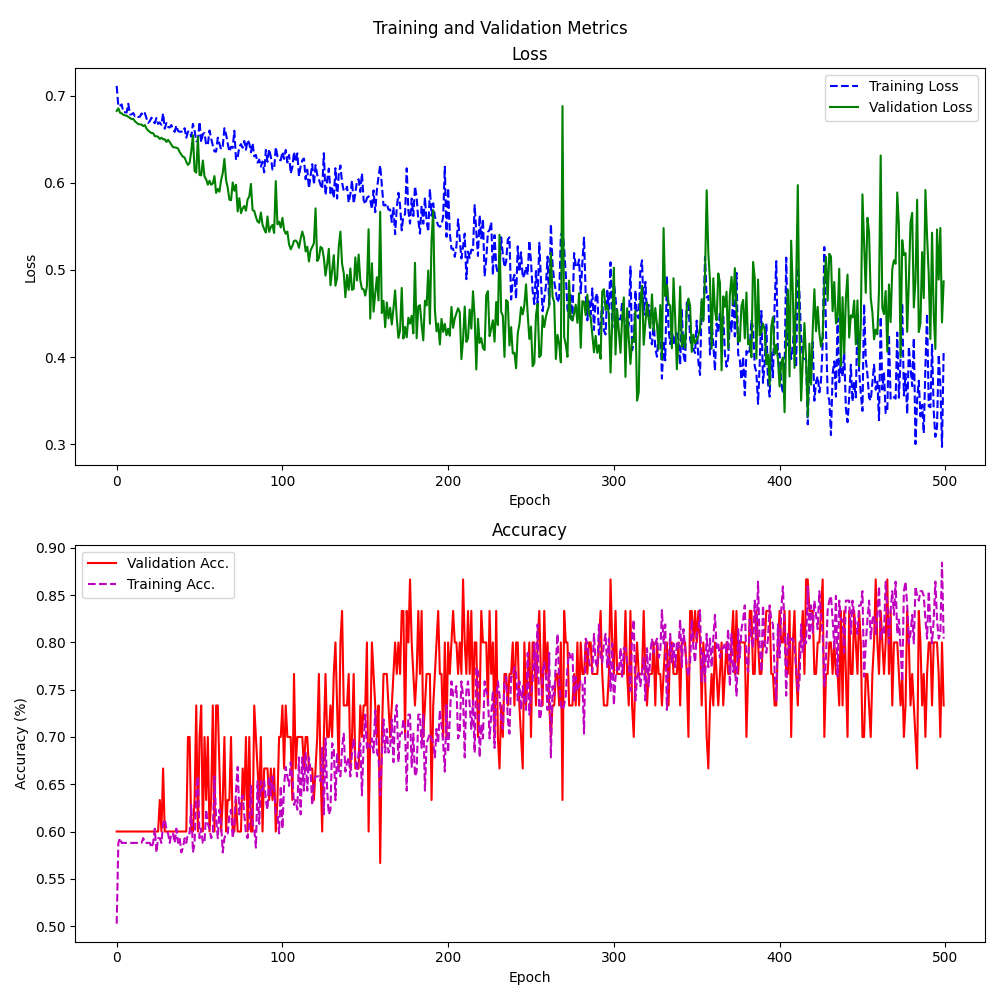 Training and Validation Metrics
Loss
Training Loss
Validation Loss
0.7
0.6
0.5
0.4
0.3
Loss
0 100 200 300 400 500
Epoch
Accuracy
Validation Acc.
Training Acc.
0.90
0.85
0.80
0.75
0.70
0.65
0.60
0.55
0.50
Accuracy (%)
0 100 200 300 400 500
Epoch